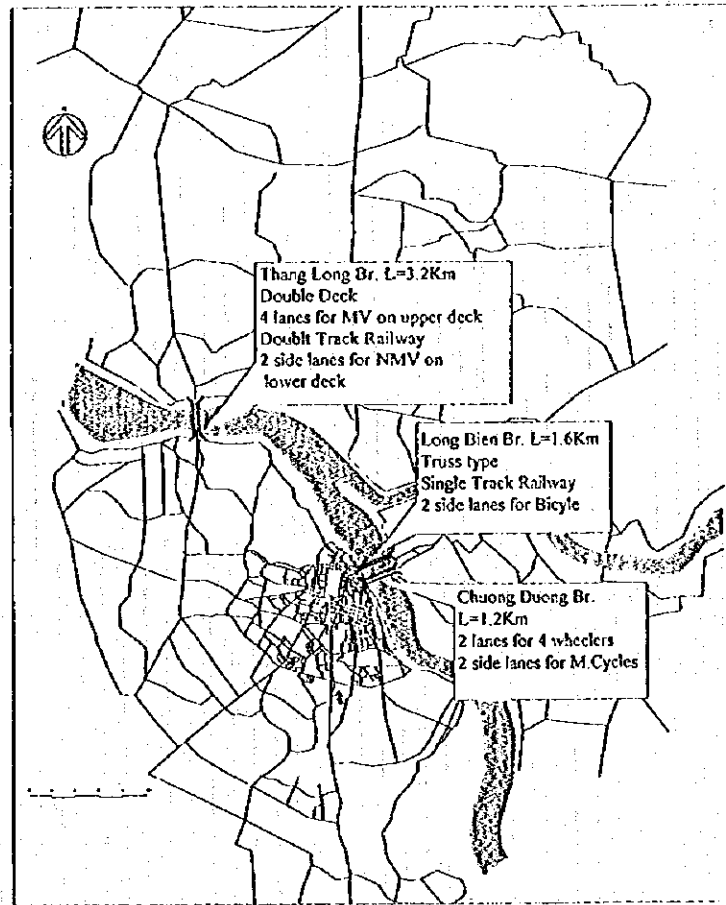 Thang Long Br. L=3.2Km
Double Deck
4 lanes for MV on upper deck
Doublt Track Railway
2 side lanes for NMV on
lower deck
Long Bien Br. L=1.6Km
Truss type
Single Track Railway
2 side lanes for Bicyle
Chuong Duong Br.
L=1.2Km
2 lanes for 4 wheelers
2 side lanes for M.Cycles